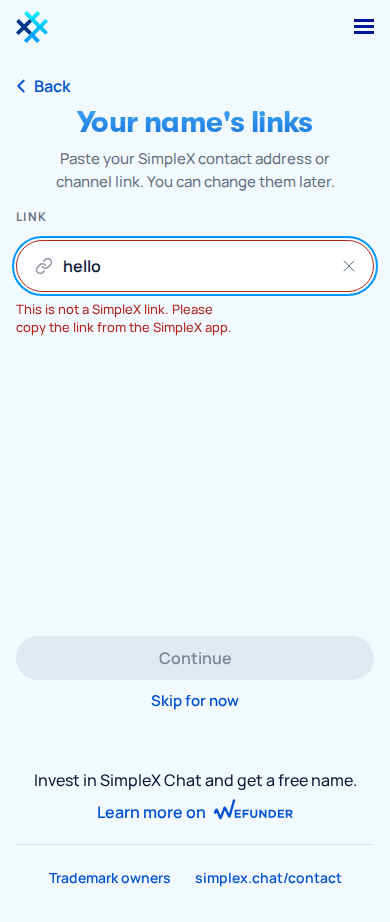 Back
Your name's links
Paste your SimpleX contact address or
channel link. You can change them later.
LINK
hello
This is not a SimpleX link. Please
copy the link from the SimpleX app.
Continue
Skip for now
Invest in SimpleX Chat and get a free name.
Learn more on WEFUNDER
Trademark owners simplex.chat/contact